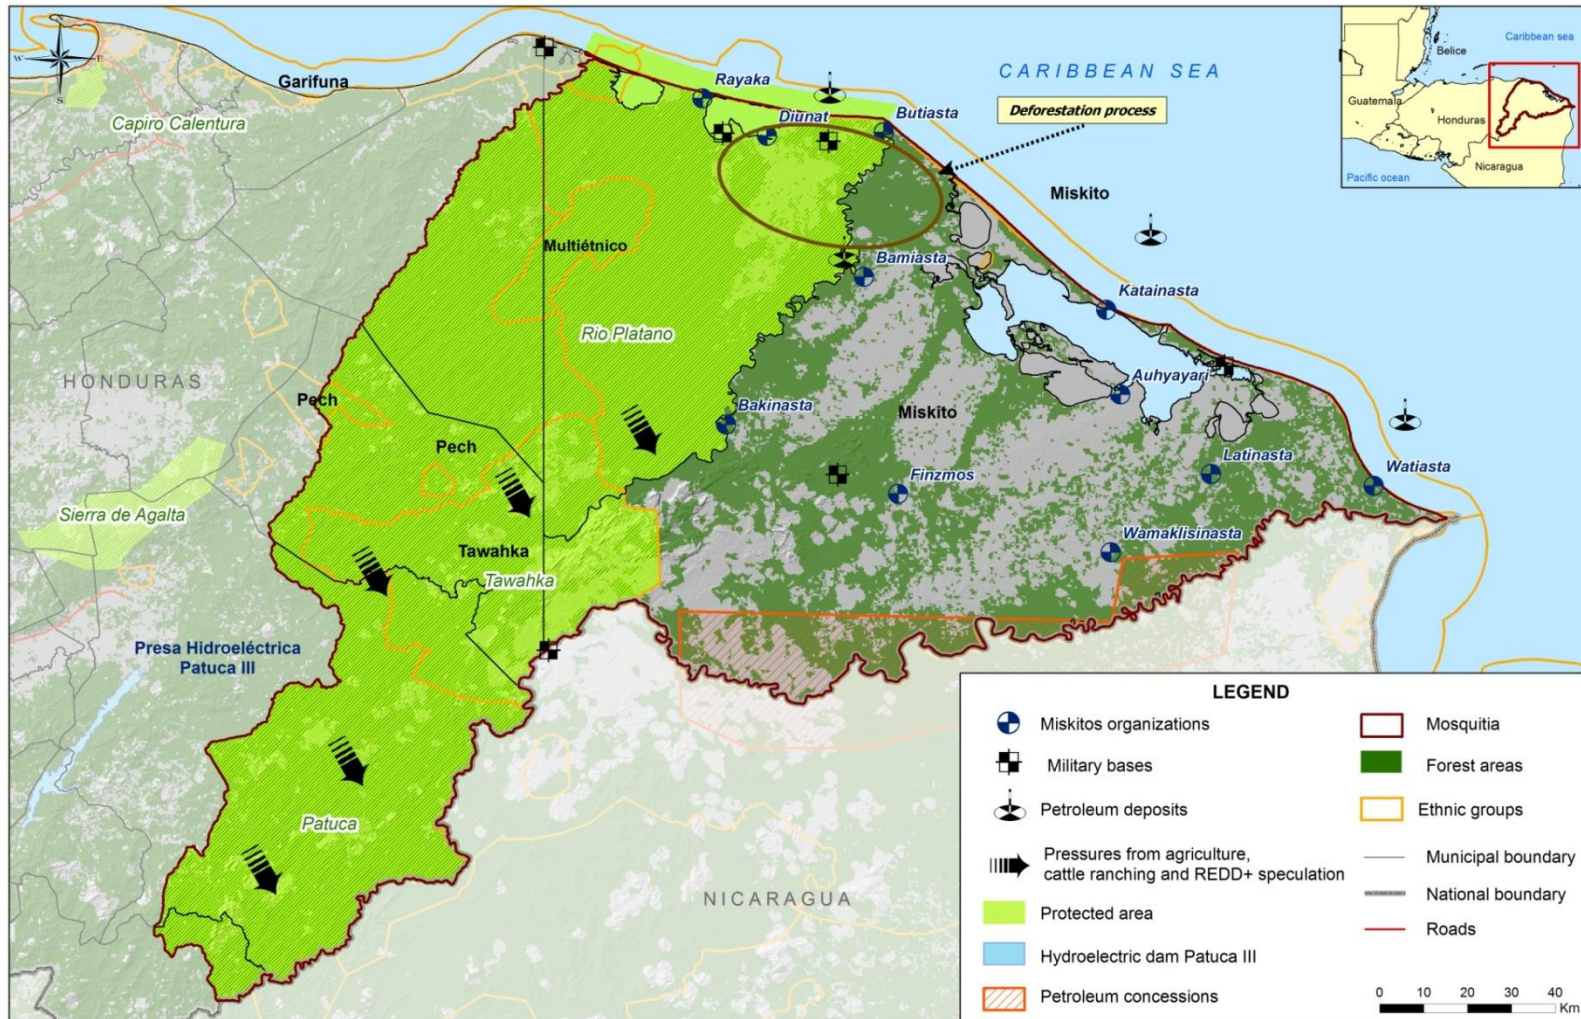 N
W
E
S
Garifuna
Capiro Calentura
Rayaka
Diunat
Butiasta
CARIBBEAN SEA
Deforestation process
Belice
Caribbean sea
Guatemala
Honduras
Nicaragua
Pacific ocean
Miskito
Multiétnico
Bamiasta
Rio Platano
Katainasta
HONDURAS
Pech
Auhyayari
Bakinasta
Miskito
Pech
Latinasta
Watiasta
Finzmos
Sierra de Agalta
Wamaklisinasta
Tawahka
Tawahka
Presa Hidroeléctrica
Patuca III
Patuca
NICARAGUA
LEGEND
Miskitos organizations
Military bases
Petroleum deposits
Pressures from agriculture,
cattle ranching and REDD+ speculation
Protected area
Hydroelectric dam Patuca III
Petroleum concessions
Mosquitia
Forest areas
Ethnic groups
Municipal boundary
National boundary
Roads
0 10 20 30 40
Km